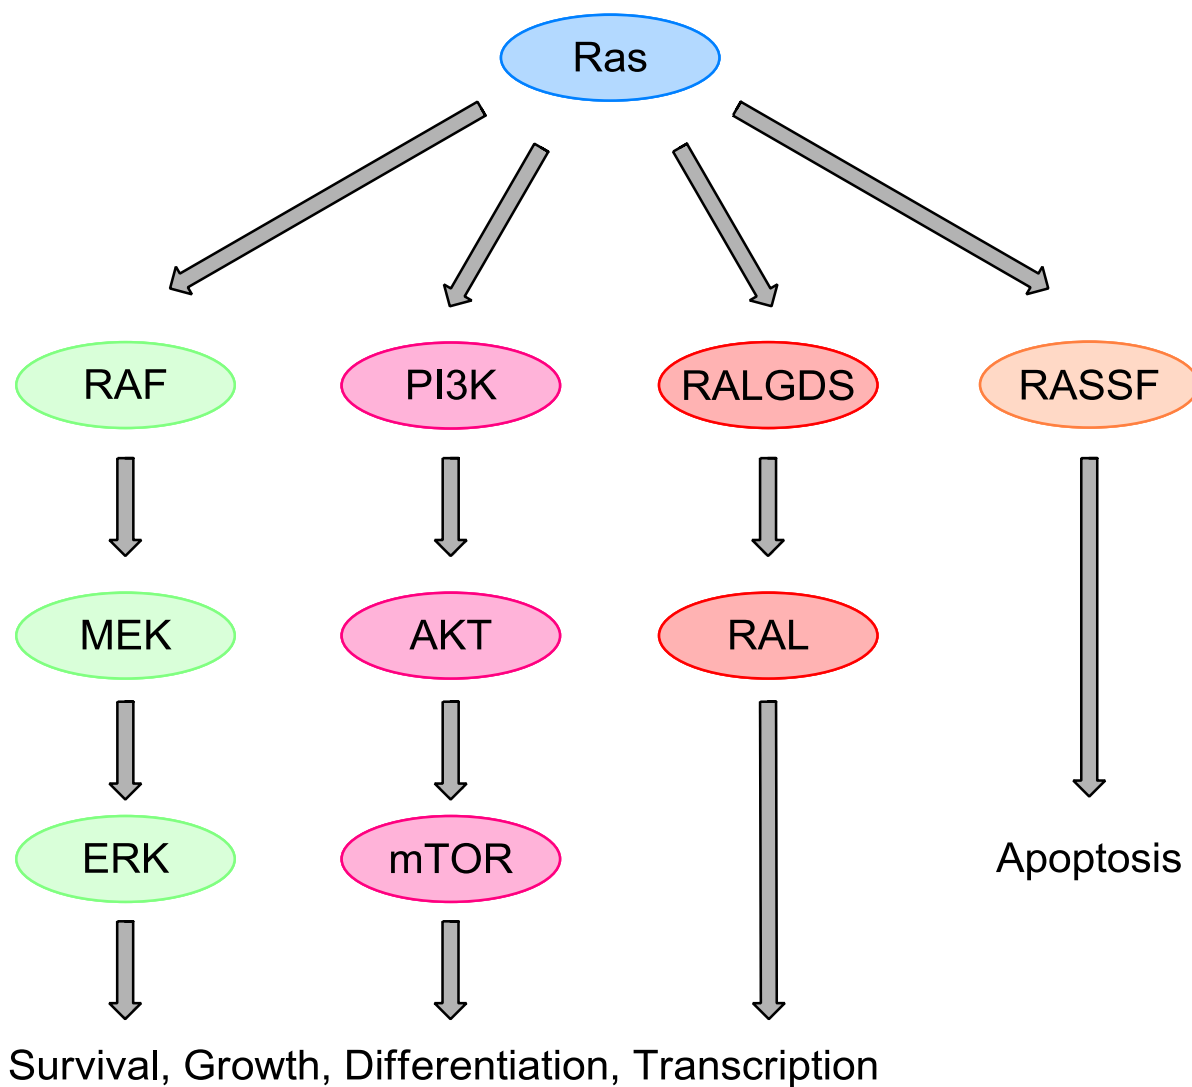 Ras
RAF
PI3K
RALGDS
RASSF
MEK
AKT
RAL
ERK
mTOR
Apoptosis
Survival, Growth, Differentiation, Transcription